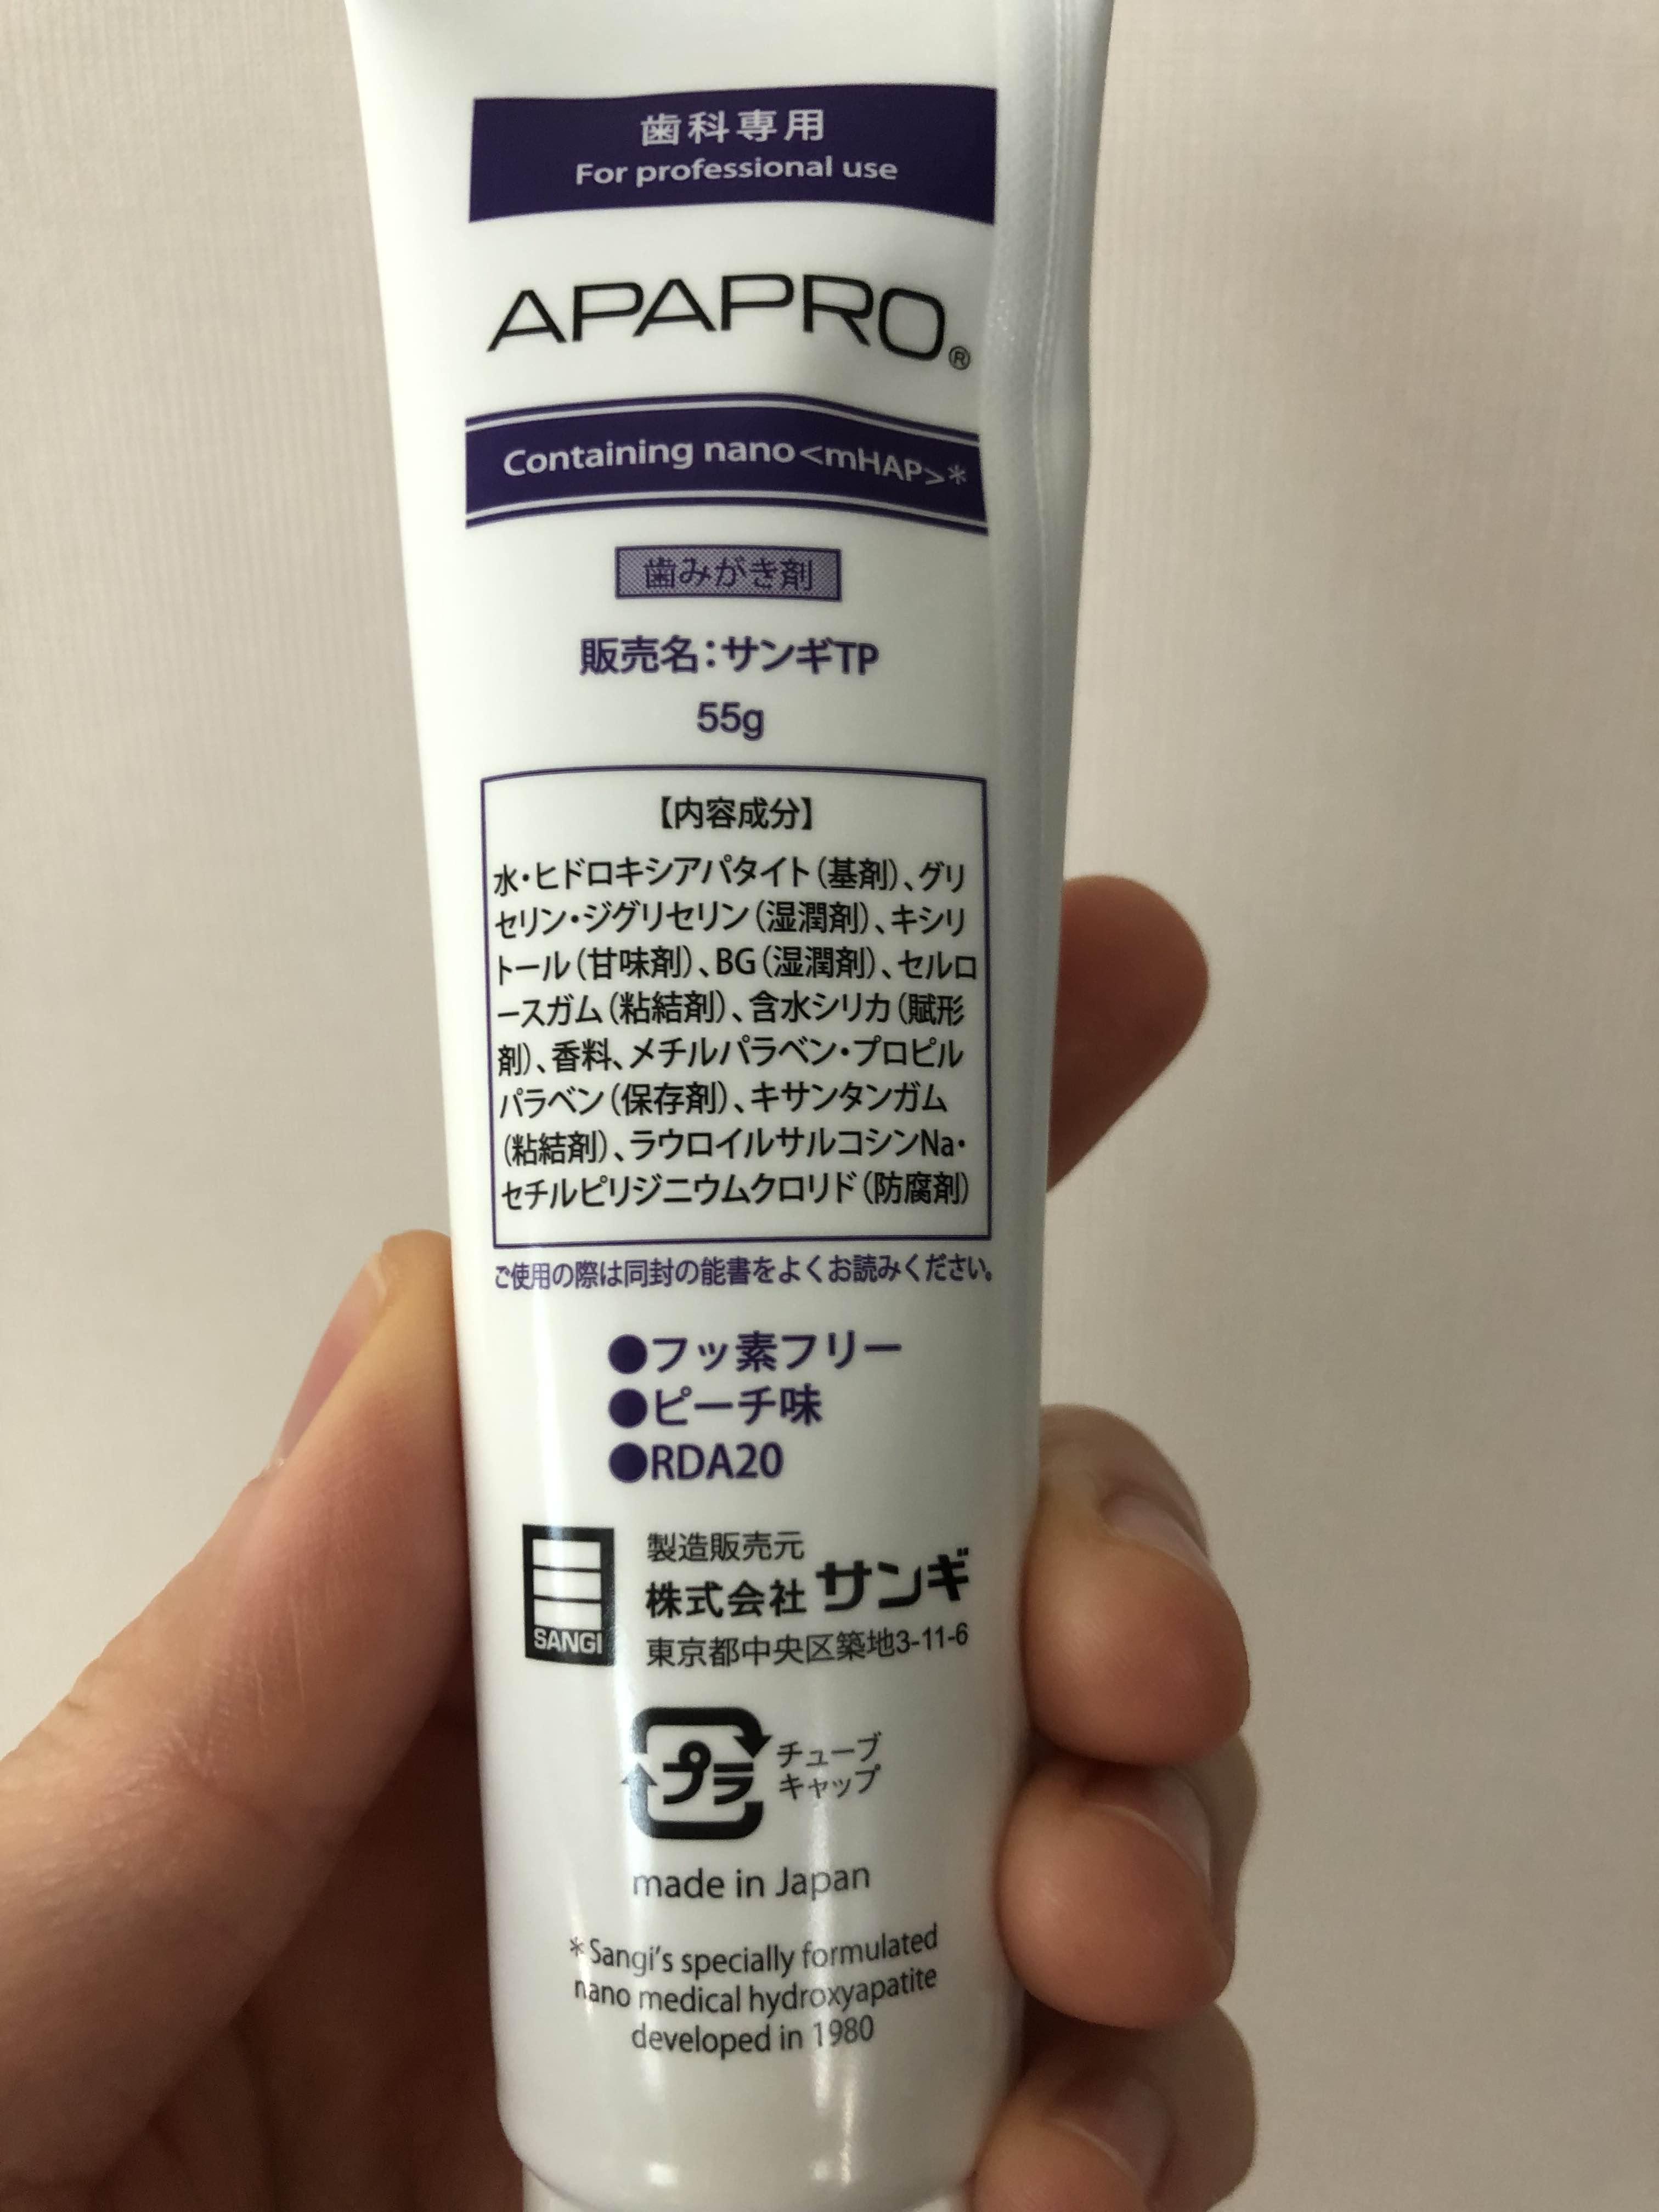 歯科専用
For professional use
APAPRO®
Containing nano<mHAP>*
歯みがき剤
販売名:サンギTP
55g
【内容成分】
水・ヒドロキシアパタイト(基剤)、グリ
セリン・ジグリセリン(湿潤剤)、キシリ
トール(甘味剤)、BG(湿潤剤)、セルロ
ースガム(粘結剤)、含水シリカ(賦形
剤)、香料、メチルパラベン・プロピル
パラベン(保存剤)、キサンタンガム
(粘結剤)、ラウロイルサルコシンNa・
セチルピリジニウムクロリド(防腐剤)
ご使用の際は同封の能書をよくお読みください。
●フッ素フリー
●ピーチ味
●RDA20
SANGI
製造販売元
株式会社サンギ
東京都中央区築地3-11-6
プラ
チューブ
キャップ
made in Japan
*Sangi's specially formulated
nano medical hydroxyapatite
developed in 1980